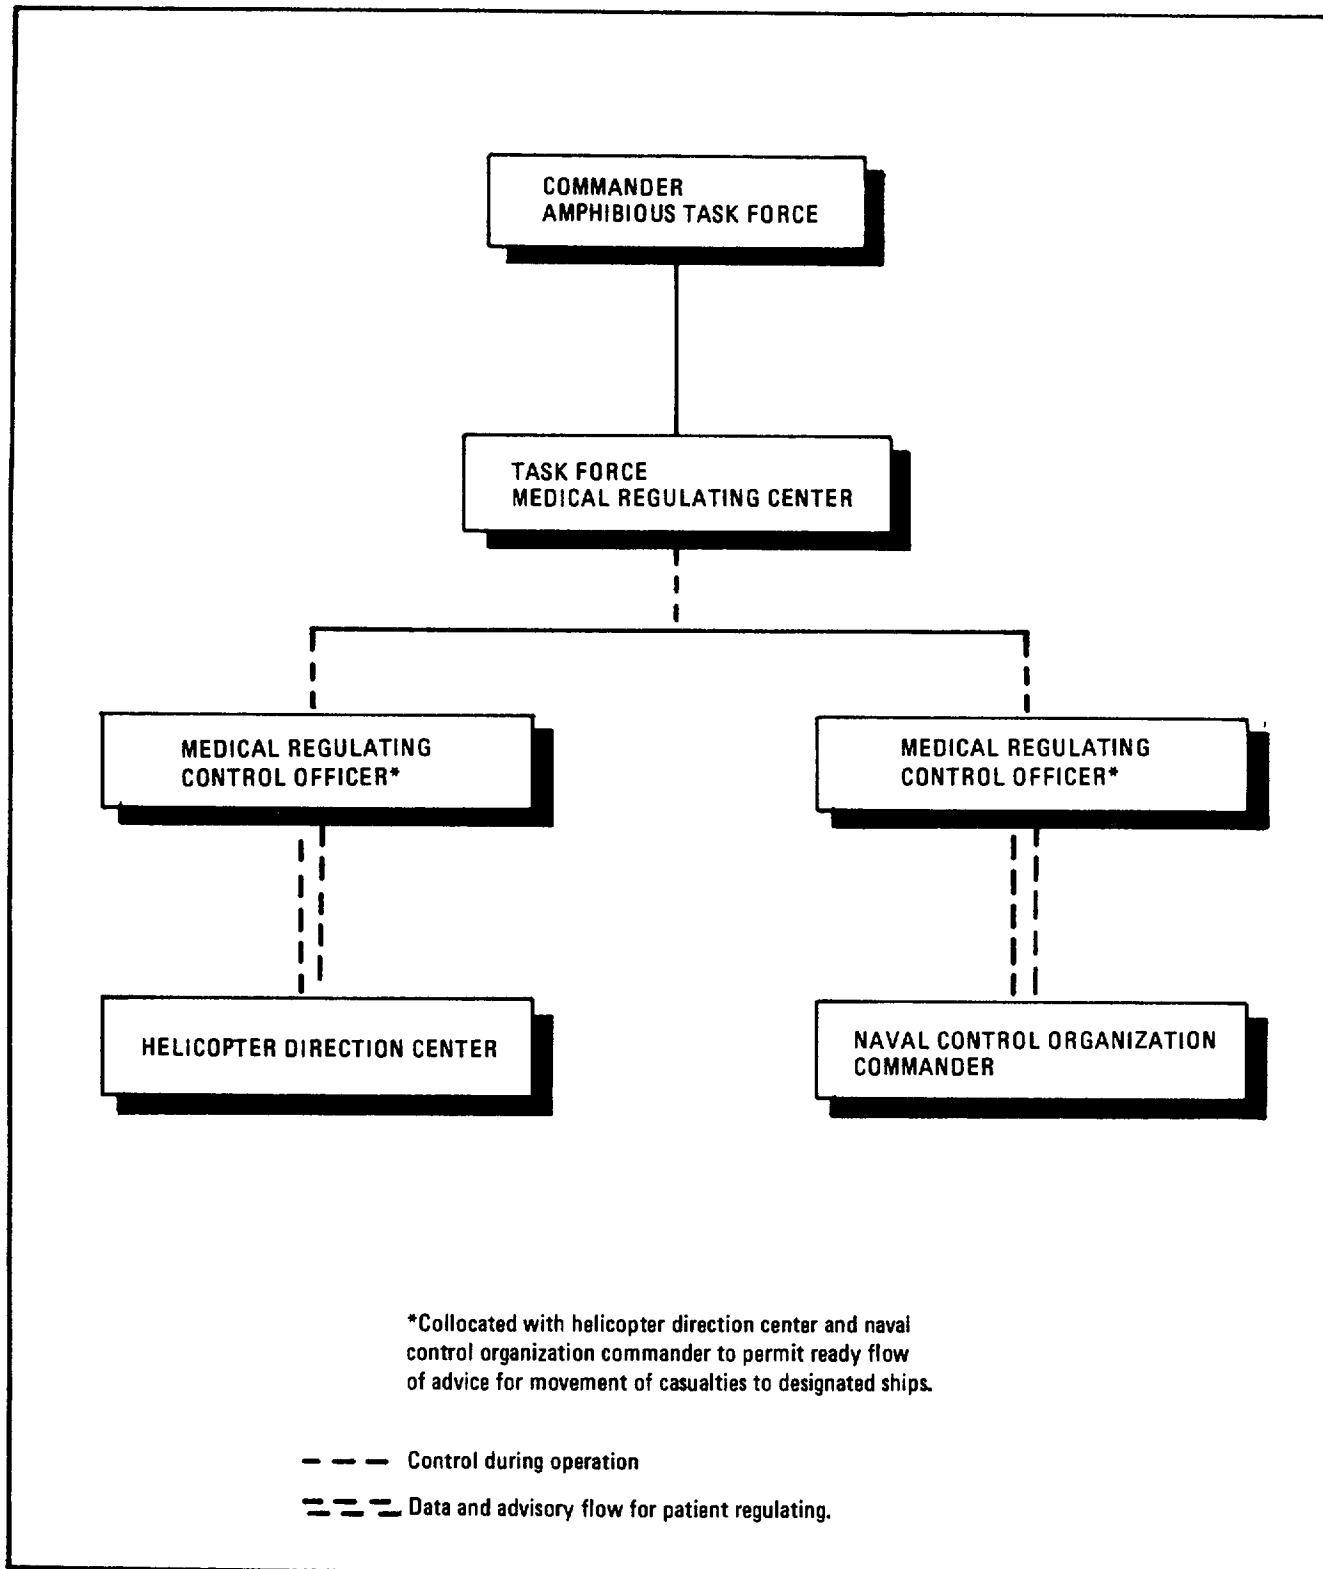 COMMANDER
AMPHIBIOUS TASK FORCE
TASK FORCE
MEDICAL REGULATING CENTER
MEDICAL REGULATING
CONTROL OFFICER*
MEDICAL REGULATING
CONTROL OFFICER*
HELICOPTER DIRECTION CENTER
NAVAL CONTROL ORGANIZATION
COMMANDER
*Collocated with helicopter direction center and naval
control organization commander to permit ready flow
of advice for movement of casualties to designated ships.
Control during operation
Data and advisory flow for patient regulating.